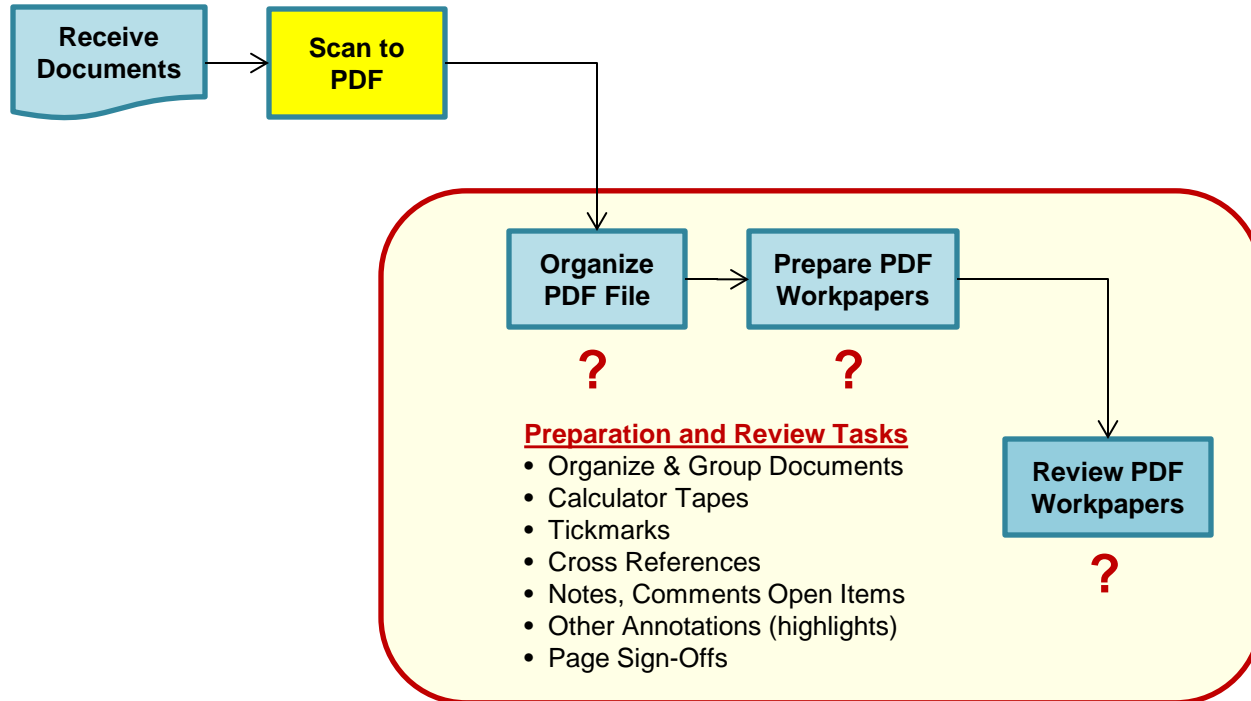 Receive
Documents
Scan to
PDF
Organize
PDF File
Prepare PDF
Workpapers
?
?
Preparation and Review Tasks
• Organize & Group Documents
• Calculator Tapes
• Tickmarks
• Cross References
• Notes, Comments Open Items
• Other Annotations (highlights)
• Page Sign-Offs
Review PDF
Workpapers
?